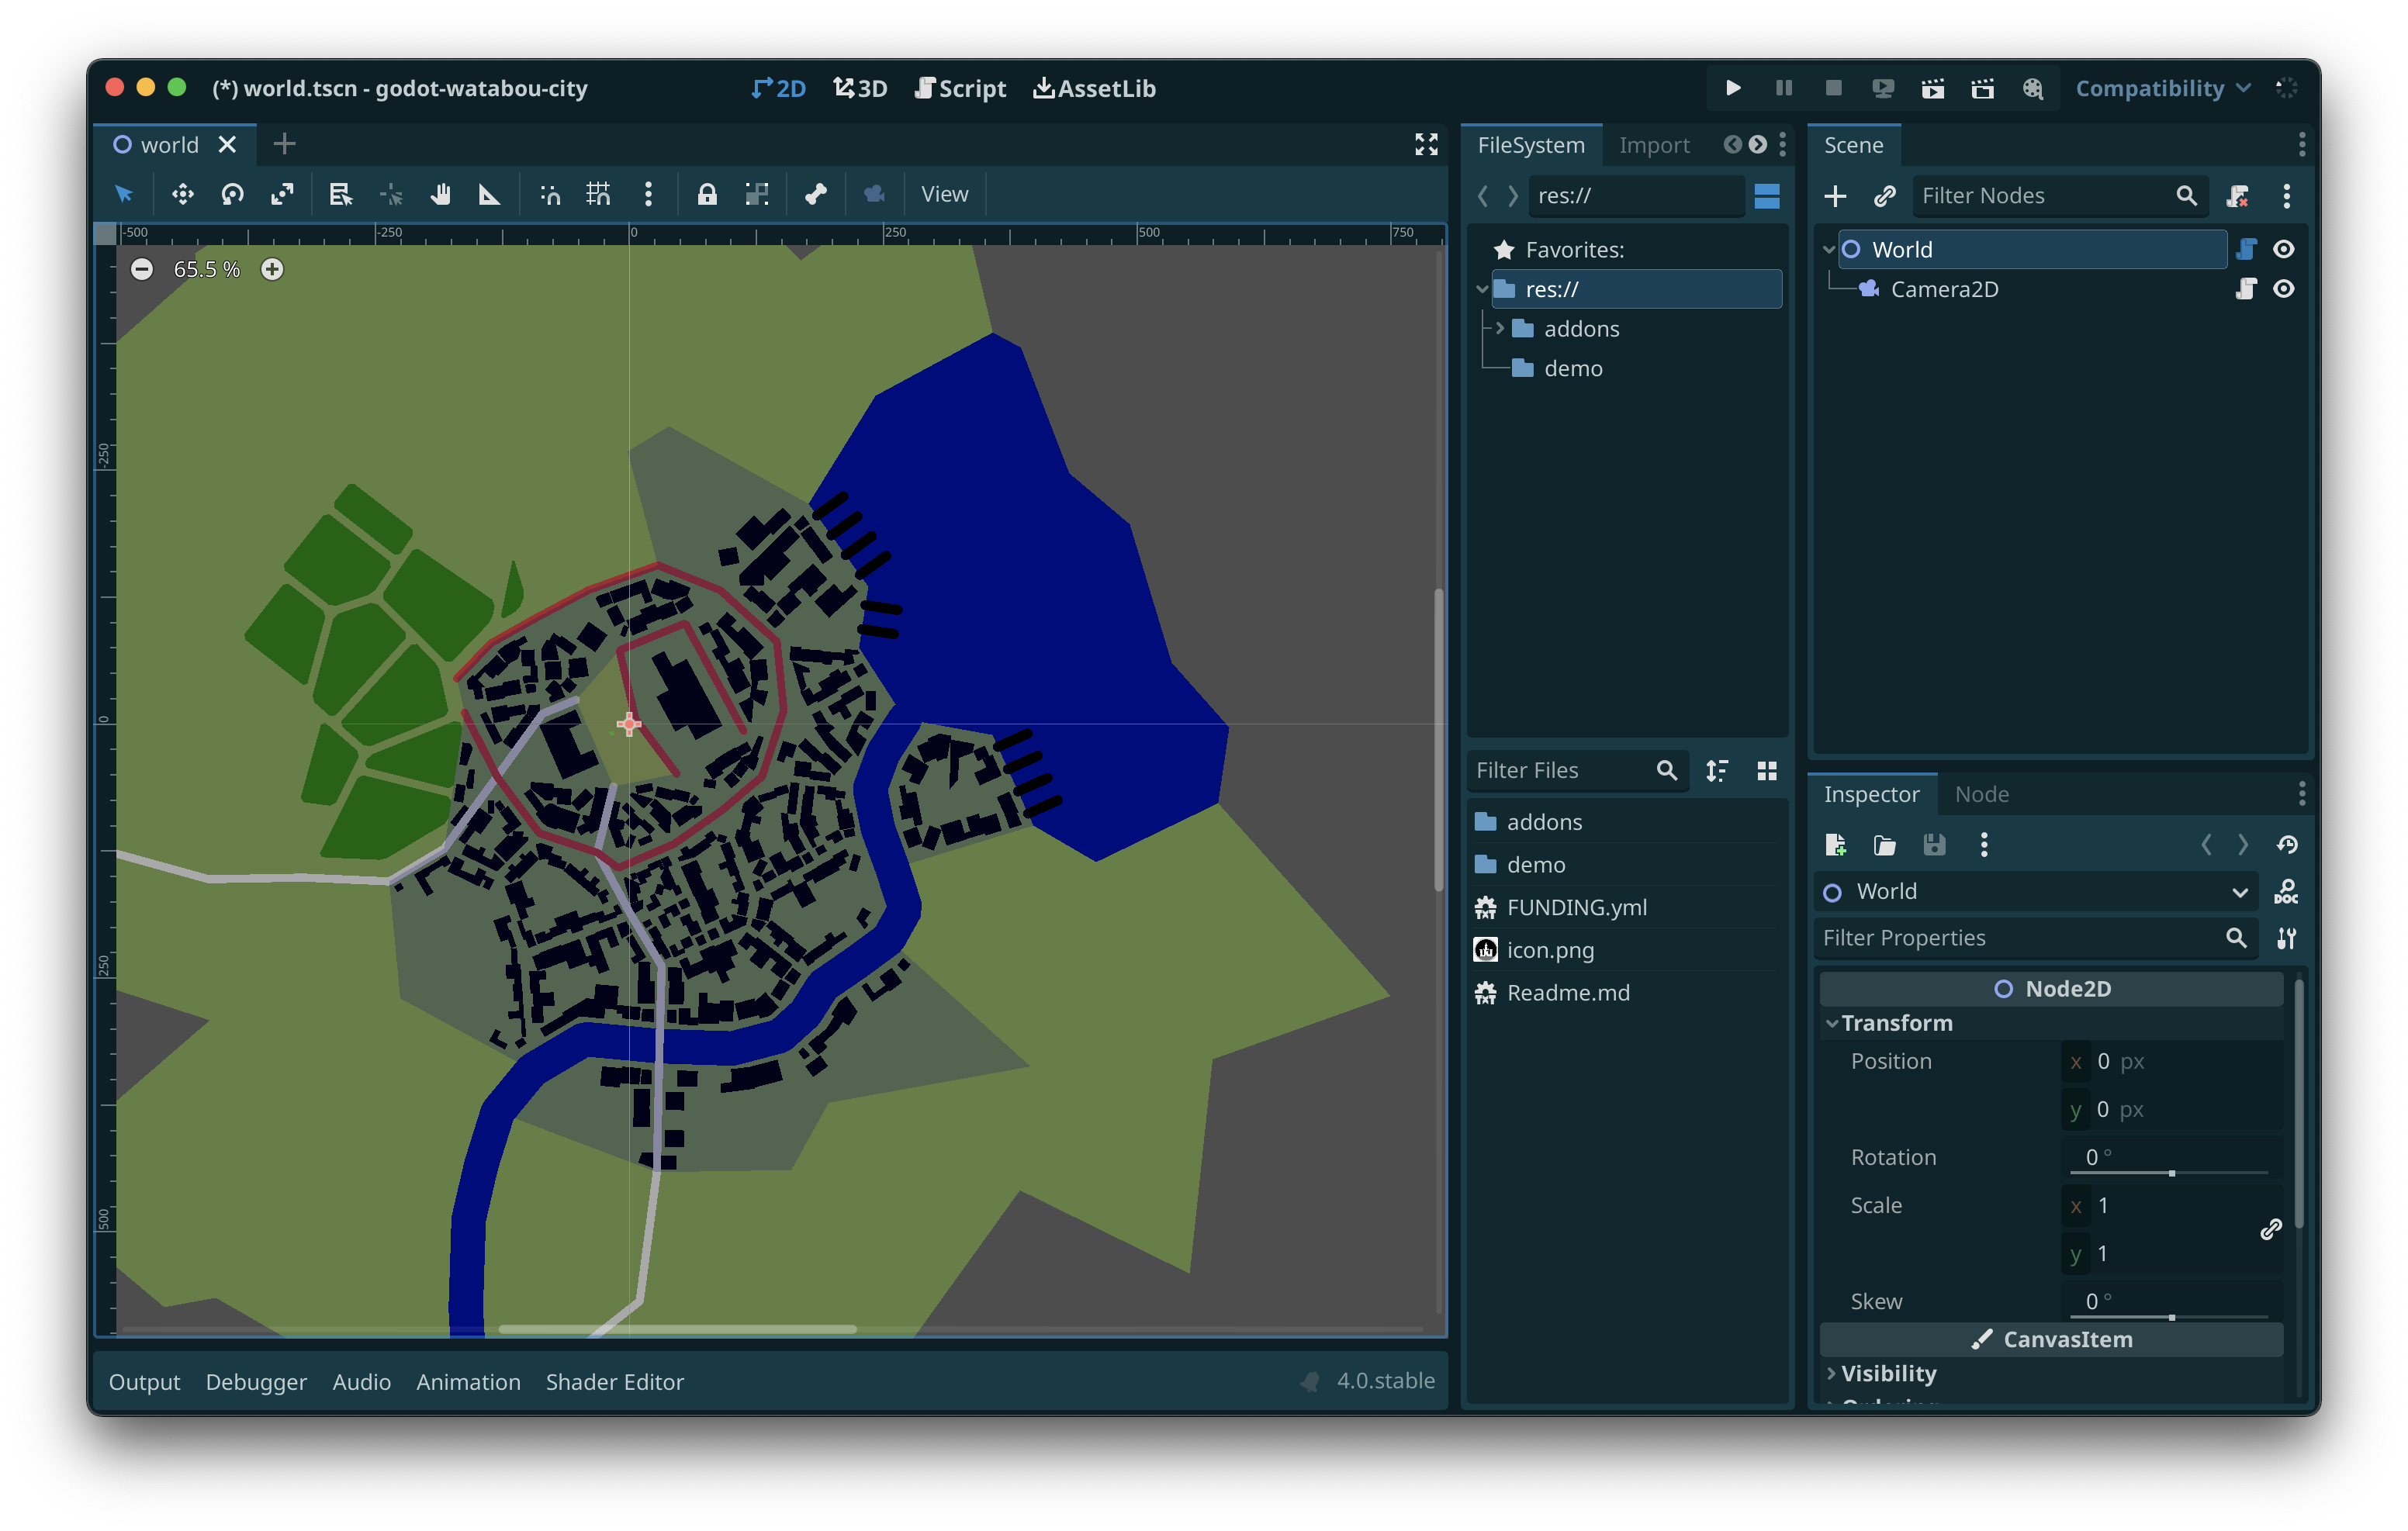 (*) world.tscn - godot-watabou-city
2D 3D Script AssetLib
Compatibility
world
View
-500 -250 0 250 500 750
65.5 %
-250
0
250
500
Output Debugger Audio Animation Shader Editor
4.0.stable
FileSystem Import
res://
Favorites:
res://
addons
demo
Filter Files
addons
demo
FUNDING.yml
icon.png
Readme.md
Scene
Filter Nodes
World
Camera2D
Inspector Node
World
DOC
Filter Properties
Node2D
Transform
Position x 0 px
y 0 px
Rotation 0 °
Scale x 1
y 1
Skew 0 °
CanvasItem
Visibility